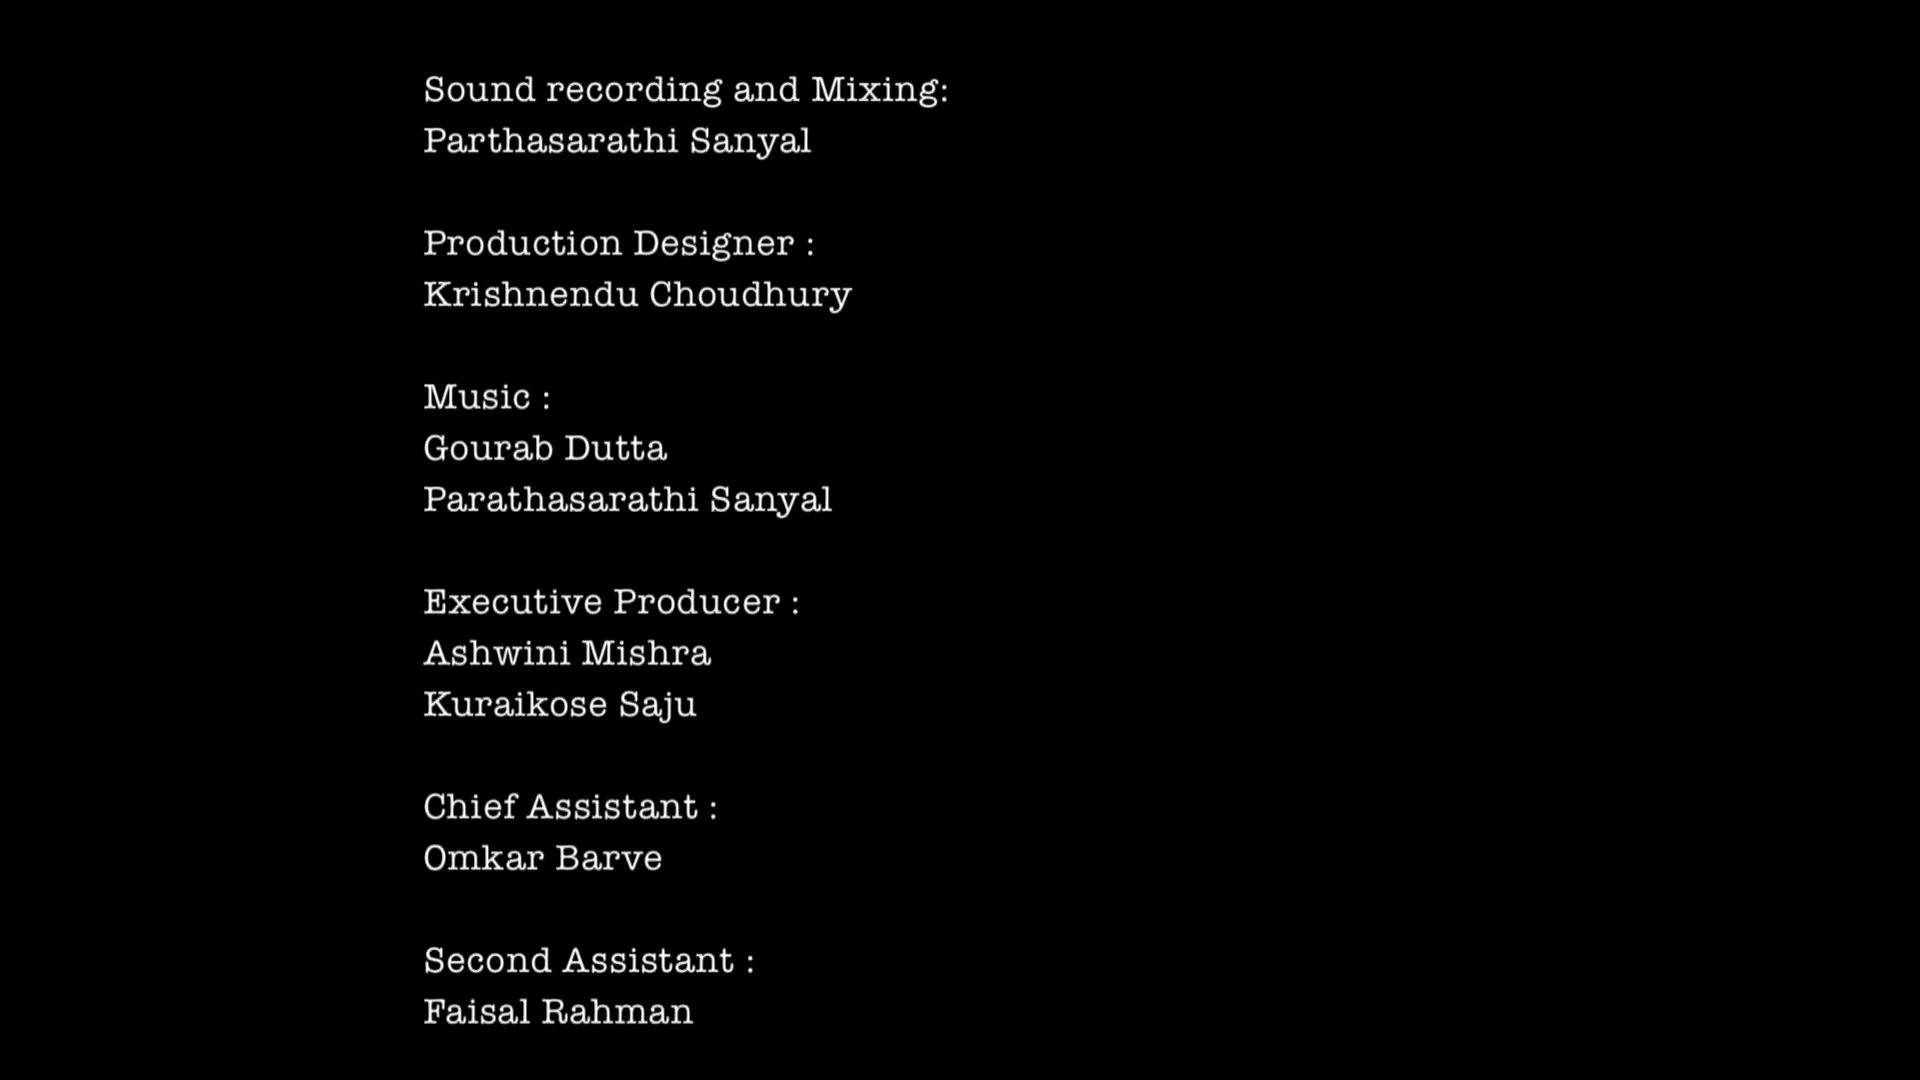 Sound recording and Mixing:
Parthasarathi Sanyal
Production Designer :
Krishnendu Choudhury
Music :
Gourab Dutta
Parathasarathi Sanyal
Executive Producer :
Ashwini Mishra
Kuraikose Saju
Chief Assistant :
Omkar Barve
Second Assistant :
Faisal Rahman